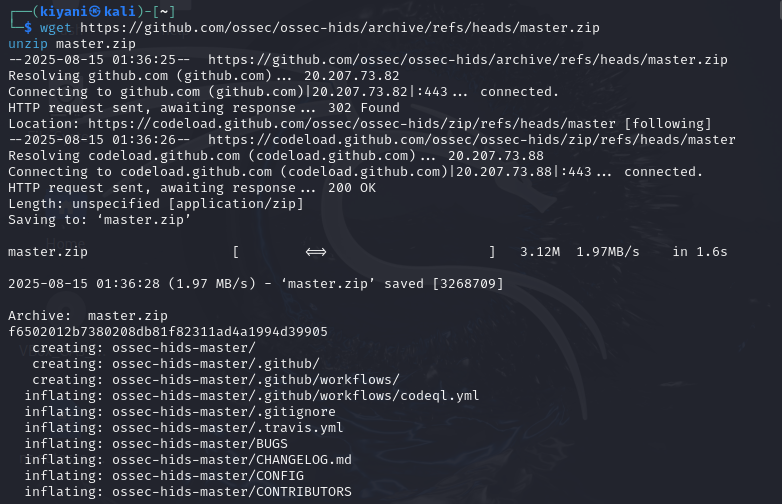 ┌──(kiyani㉿kali)-[~]
└─$ wget https://github.com/ossec/ossec-hids/archive/refs/heads/master.zip
unzip master.zip
--2025-08-15 01:36:25--  https://github.com/ossec/ossec-hids/archive/refs/heads/master.zip
Resolving github.com (github.com)... 20.207.73.82
Connecting to github.com (github.com)|20.207.73.82|:443... connected.
HTTP request sent, awaiting response... 302 Found
Location: https://codeload.github.com/ossec/ossec-hids/zip/refs/heads/master [following]
--2025-08-15 01:36:26--  https://codeload.github.com/ossec/ossec-hids/zip/refs/heads/master
Resolving codeload.github.com (codeload.github.com)... 20.207.73.88
Connecting to codeload.github.com (codeload.github.com)|20.207.73.88|:443... connected.
HTTP request sent, awaiting response... 200 OK
Length: unspecified [application/zip]
Saving to: ‘master.zip’
master.zip                  [        <=>                    ]   3.12M  1.97MB/s    in 1.6s
2025-08-15 01:36:28 (1.97 MB/s) - ‘master.zip’ saved [3268709]
Archive:  master.zip
f6502012b7380208db81f82311ad4a1994d39905
   creating: ossec-hids-master/
   creating: ossec-hids-master/.github/
   creating: ossec-hids-master/.github/workflows/
  inflating: ossec-hids-master/.github/workflows/codeql.yml
  inflating: ossec-hids-master/.gitignore
  inflating: ossec-hids-master/.travis.yml
  inflating: ossec-hids-master/BUGS
  inflating: ossec-hids-master/CHANGELOG.md
  inflating: ossec-hids-master/CONFIG
  inflating: ossec-hids-master/CONTRIBUTORS